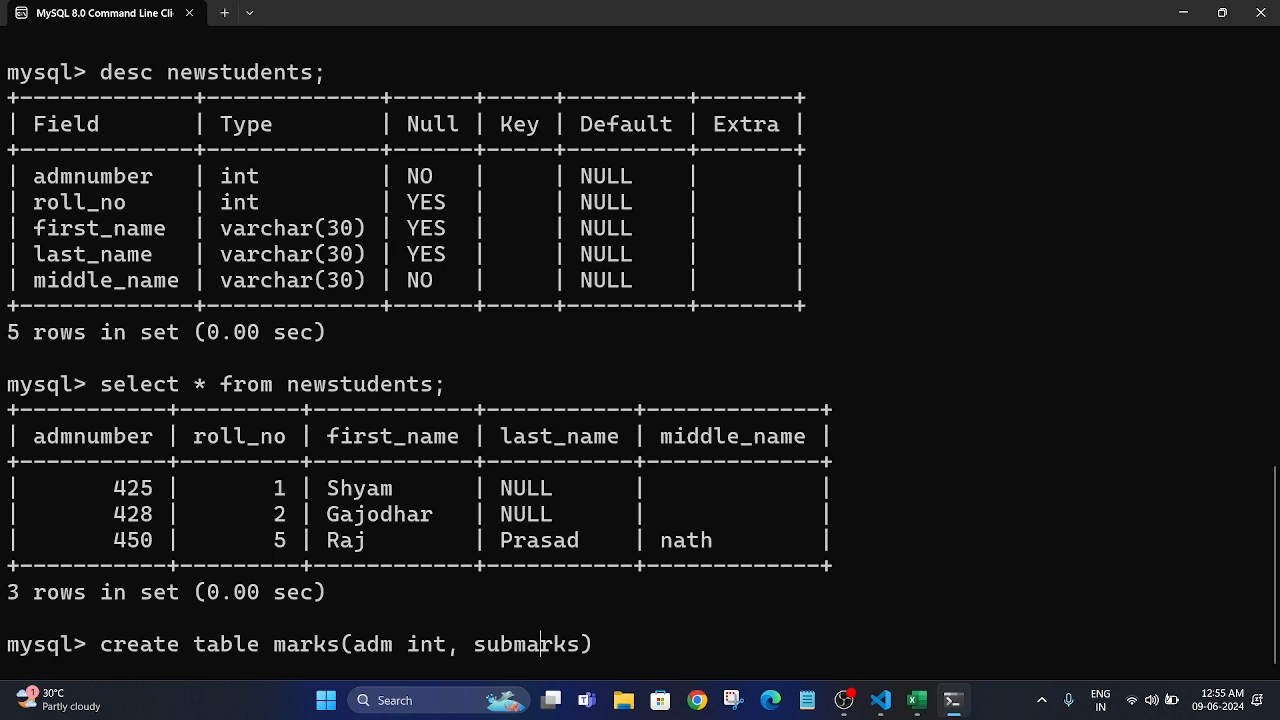 MySQL 8.0 Command Line Cli
mysql> desc newstudents;
+-------------+-------------+------+-----+---------+-------+
| Field       | Type        | Null | Key | Default | Extra |
+-------------+-------------+------+-----+---------+-------+
| admnumber   | int         | NO   |     | NULL    |       |
| roll_no     | int         | YES  |     | NULL    |       |
| first_name  | varchar(30) | YES  |     | NULL    |       |
| last_name   | varchar(30) | YES  |     | NULL    |       |
| middle_name | varchar(30) | NO   |     | NULL    |       |
+-------------+-------------+------+-----+---------+-------+
5 rows in set (0.00 sec)
mysql> select * from newstudents;
+-----------+---------+------------+-----------+-------------+
| admnumber | roll_no | first_name | last_name | middle_name |
+-----------+---------+------------+-----------+-------------+
|       425 |       1 | Shyam      | NULL      |             |
|       428 |       2 | Gajodhar   | NULL      |             |
|       450 |       5 | Raj        | Prasad    | nath        |
+-----------+---------+------------+-----------+-------------+
3 rows in set (0.00 sec)
mysql> create table marks(adm int, submarks)
1
30°C
Partly cloudy
Search
ENG
IN
12:55 AM
09-06-2024